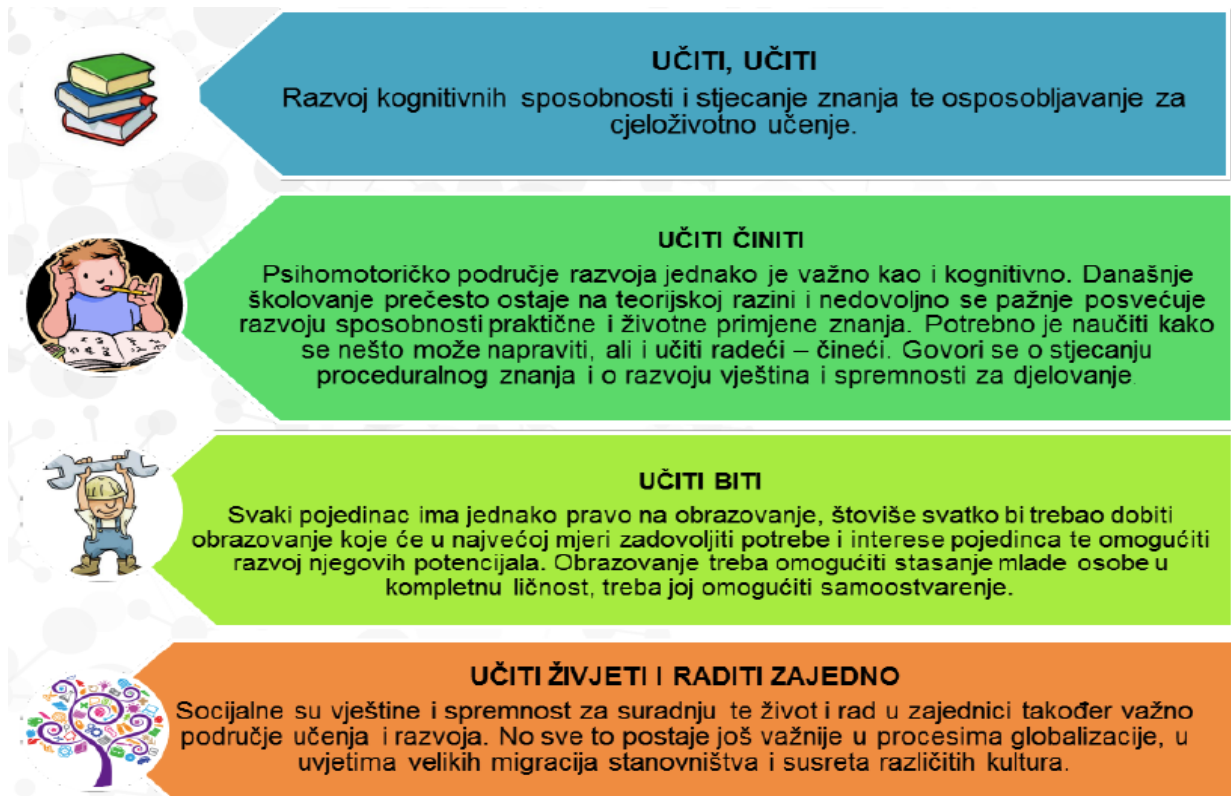 UČITI, UČITI
Razvoj kognitivnih sposobnosti i stjecanje znanja te osposobljavanje za
cjeloživotno učenje.
UČITI ČINITI
Psihomotoričko područje razvoja jednako je važno kao i kognitivno. Današnje
školovanje prečesto ostaje na teorijskoj razini i nedovoljno se pažnje posvećuje
razvoju sposobnosti praktične i životne primjene znanja. Potrebno je naučiti kako
se nešto može napraviti, ali i učiti radeći – čineći. Govori se o stjecanju
proceduralnog znanja i o razvoju vještina i spremnosti za djelovanje.
UČITI BITI
Svaki pojedinac ima jednako pravo na obrazovanje, štoviše svatko bi trebao dobiti
obrazovanje koje će u najvećoj mjeri zadovoljiti potrebe i interese pojedinca te omogućiti
razvoj njegovih potencijala. Obrazovanje treba omogućiti stasanje mlade osobe u
kompletnu ličnost, treba joj omogućiti samoostvarenje.
UČITI ŽIVJETI I RADITI ZAJEDNO
Socijalne su vještine i spremnost za suradnju te život i rad u zajednici također važno
područje učenja i razvoja. No sve to postaje još važnije u procesima globalizacije, u
uvjetima velikih migracija stanovništva i susreta različitih kultura.